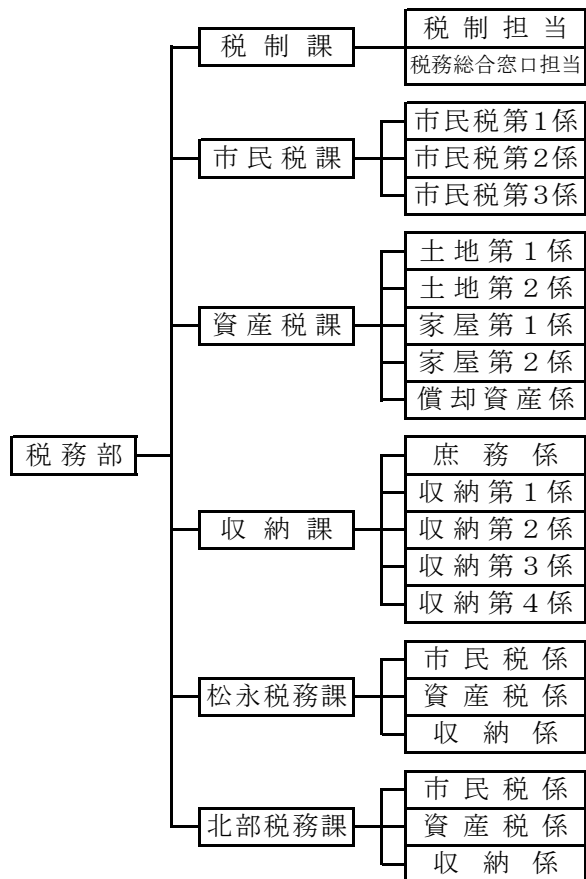 税務部
税制課
税制担当
税務総合窓口担当
市民税課
市民税第1係
市民税第2係
市民税第3係
資産税課
土地第1係
土地第2係
家屋第1係
家屋第2係
償却資産係
収納課
庶務係
収納第1係
収納第2係
収納第3係
収納第4係
松永税務課
市民税係
資産税係
収納係
北部税務課
市民税係
資産税係
収納係